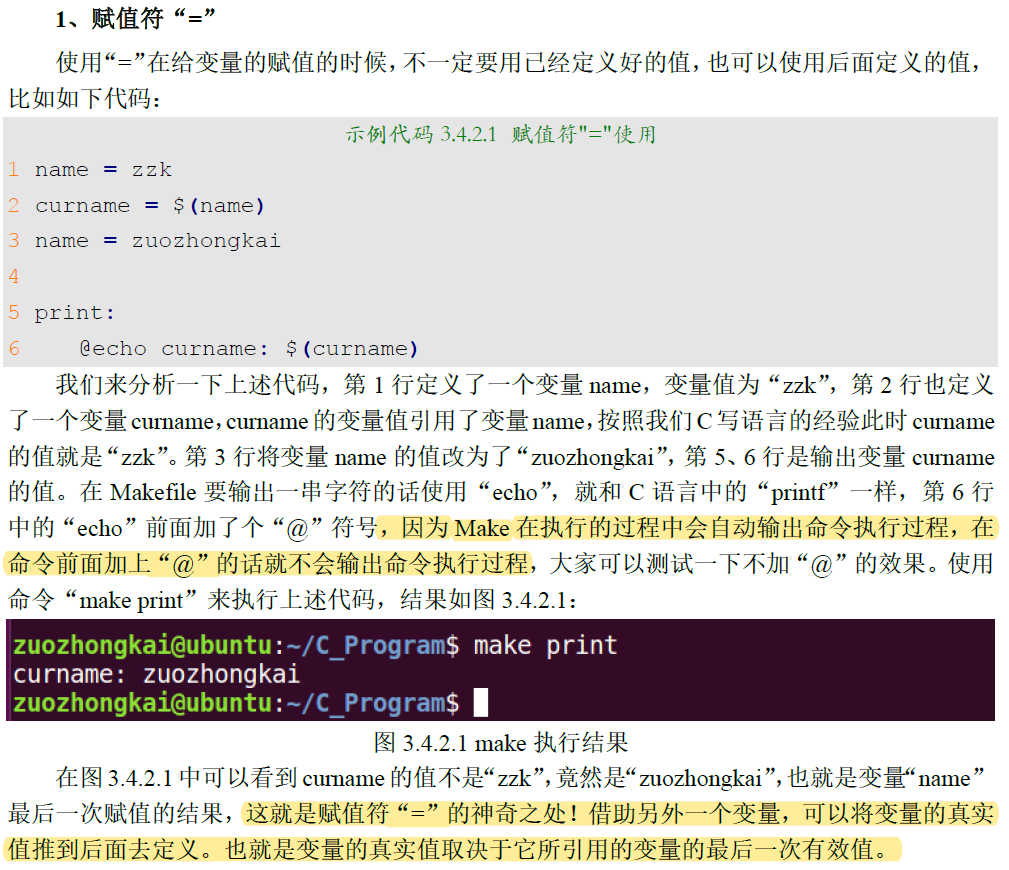 1、赋值符“=”
使用“=”在给变量的赋值的时候，不一定要用已经定义好的值，也可以使用后面定义的值，
比如如下代码：
示例代码 3.4.2.1 赋值符"="使用
1 name = zzk
2 curname = $(name)
3 name = zuozhongkai
4
5 print:
6 @echo curname: $(curname)
我们来分析一下上述代码，第 1 行定义了一个变量 name，变量值为“zzk”，第 2 行也定义
了一个变量 curname，curname 的变量值引用了变量 name，按照我们 C 写语言的经验此时 curname
的值就是“zzk”。第 3 行将变量 name 的值改为了“zuozhongkai”，第 5、6 行是输出变量 curname
的值。在 Makefile 要输出一串字符的话使用“echo”，就和 C 语言中的“printf”一样，第 6 行
中的“echo”前面加了个“@”符号，因为 Make 在执行的过程中会自动输出命令执行过程，在
命令前面加上“@”的话就不会输出命令执行过程，大家可以测试一下不加“@”的效果。使用
命令“make print”来执行上述代码，结果如图 3.4.2.1：
zuozhongkai@ubuntu:~/C_Program$ make print
curname: zuozhongkai
zuozhongkai@ubuntu:~/C_Program$
图 3.4.2.1 make 执行结果
在图 3.4.2.1 中可以看到 curname 的值不是“zzk”，竟然是“zuozhongkai”，也就是变量“name”
最后一次赋值的结果，这就是赋值符“=”的神奇之处！借助另外一个变量，可以将变量的真实
值推到后面去定义。也就是变量的真实值取决于它所引用的变量的最后一次有效值。